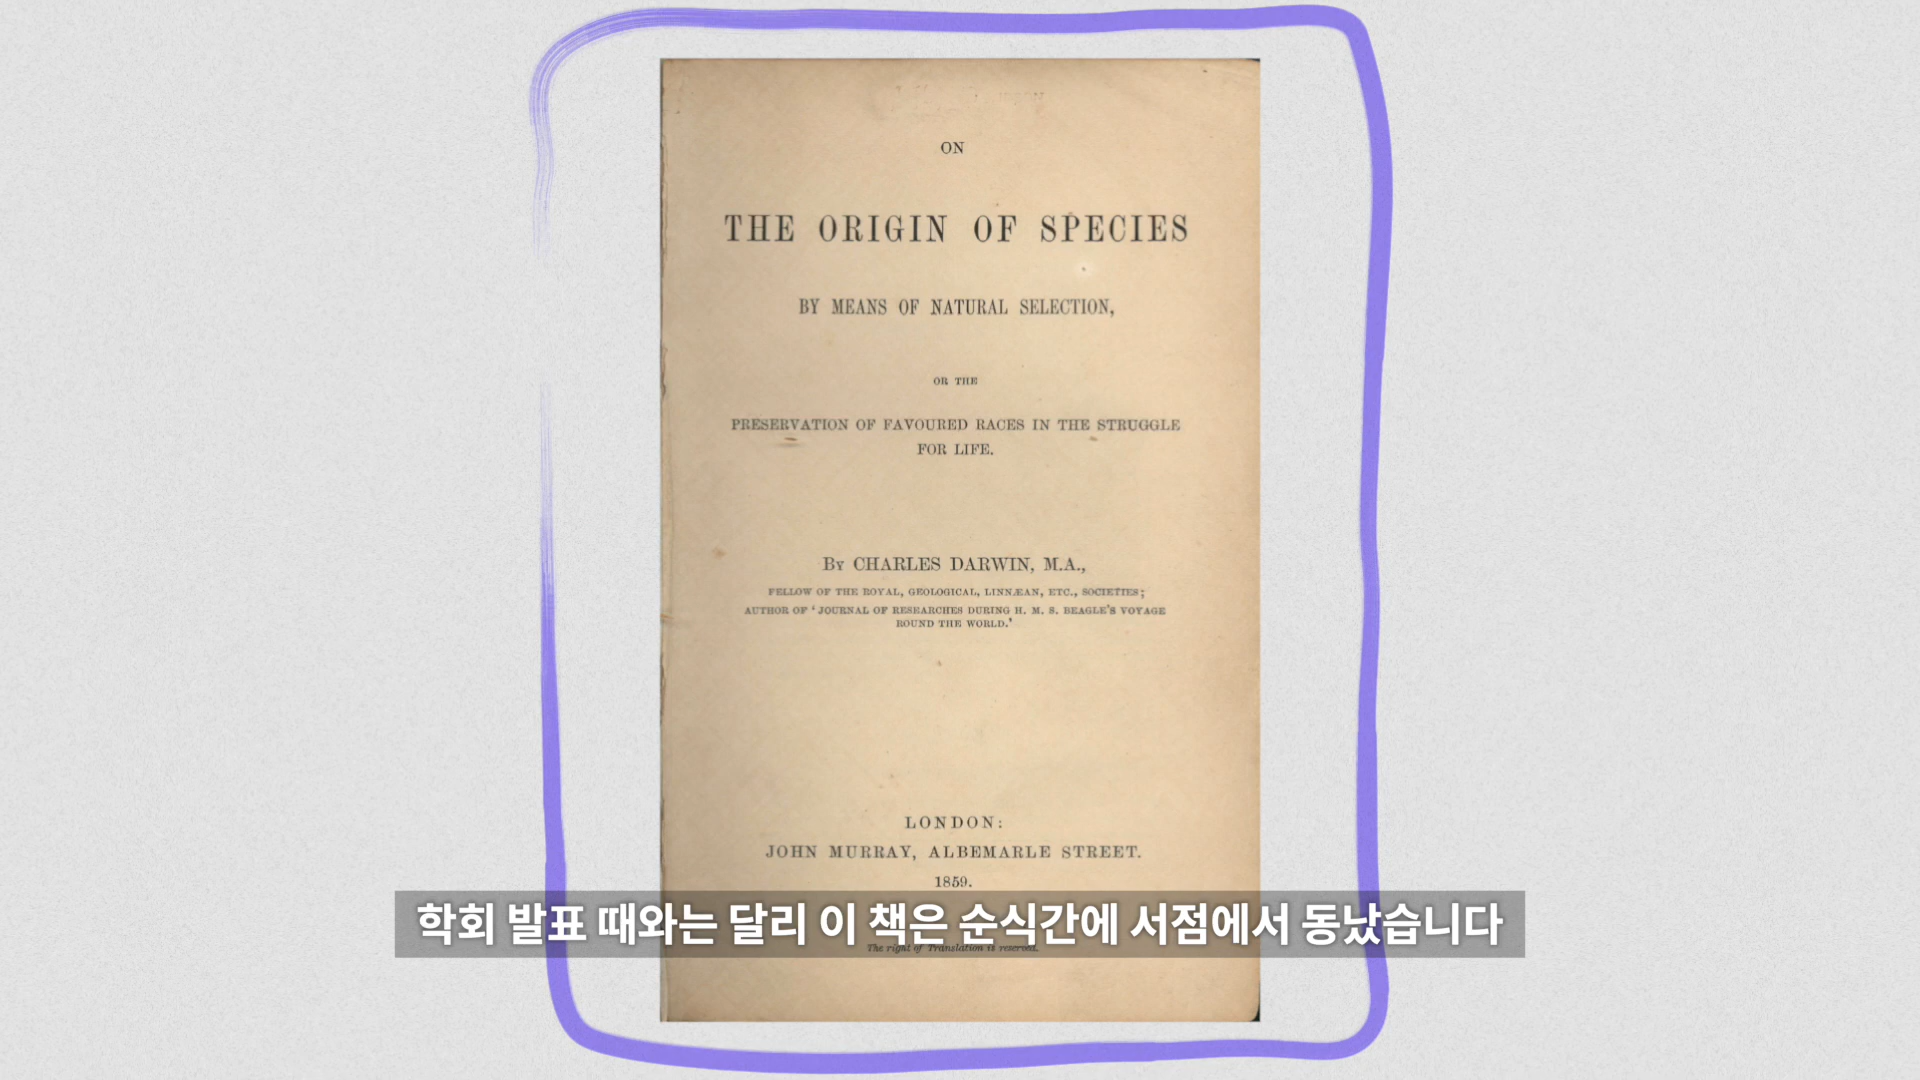 ON
THE ORIGIN OF SPECIES
BY MEANS OF NATURAL SELECTION,
OR THE
PRESERVATION OF FAVOURED RACES IN THE STRUGGLE
FOR LIFE.
BY CHARLES DARWIN, M.A.,
FELLOW OF THE ROYAL, GEOLOGICAL, LINNÆAN, ETC., SOCIETIES;
AUTHOR OF ‘JOURNAL OF RESEARCHES DURING H. M. S. BEAGLE’S VOYAGE
ROUND THE WORLD.’
LONDON:
JOHN MURRAY, ALBEMARLE STREET.
1859.
학회 발표 때와는 달리 이 책은 순식간에 서점에서 동났습니다
The right of Translation is reserved.